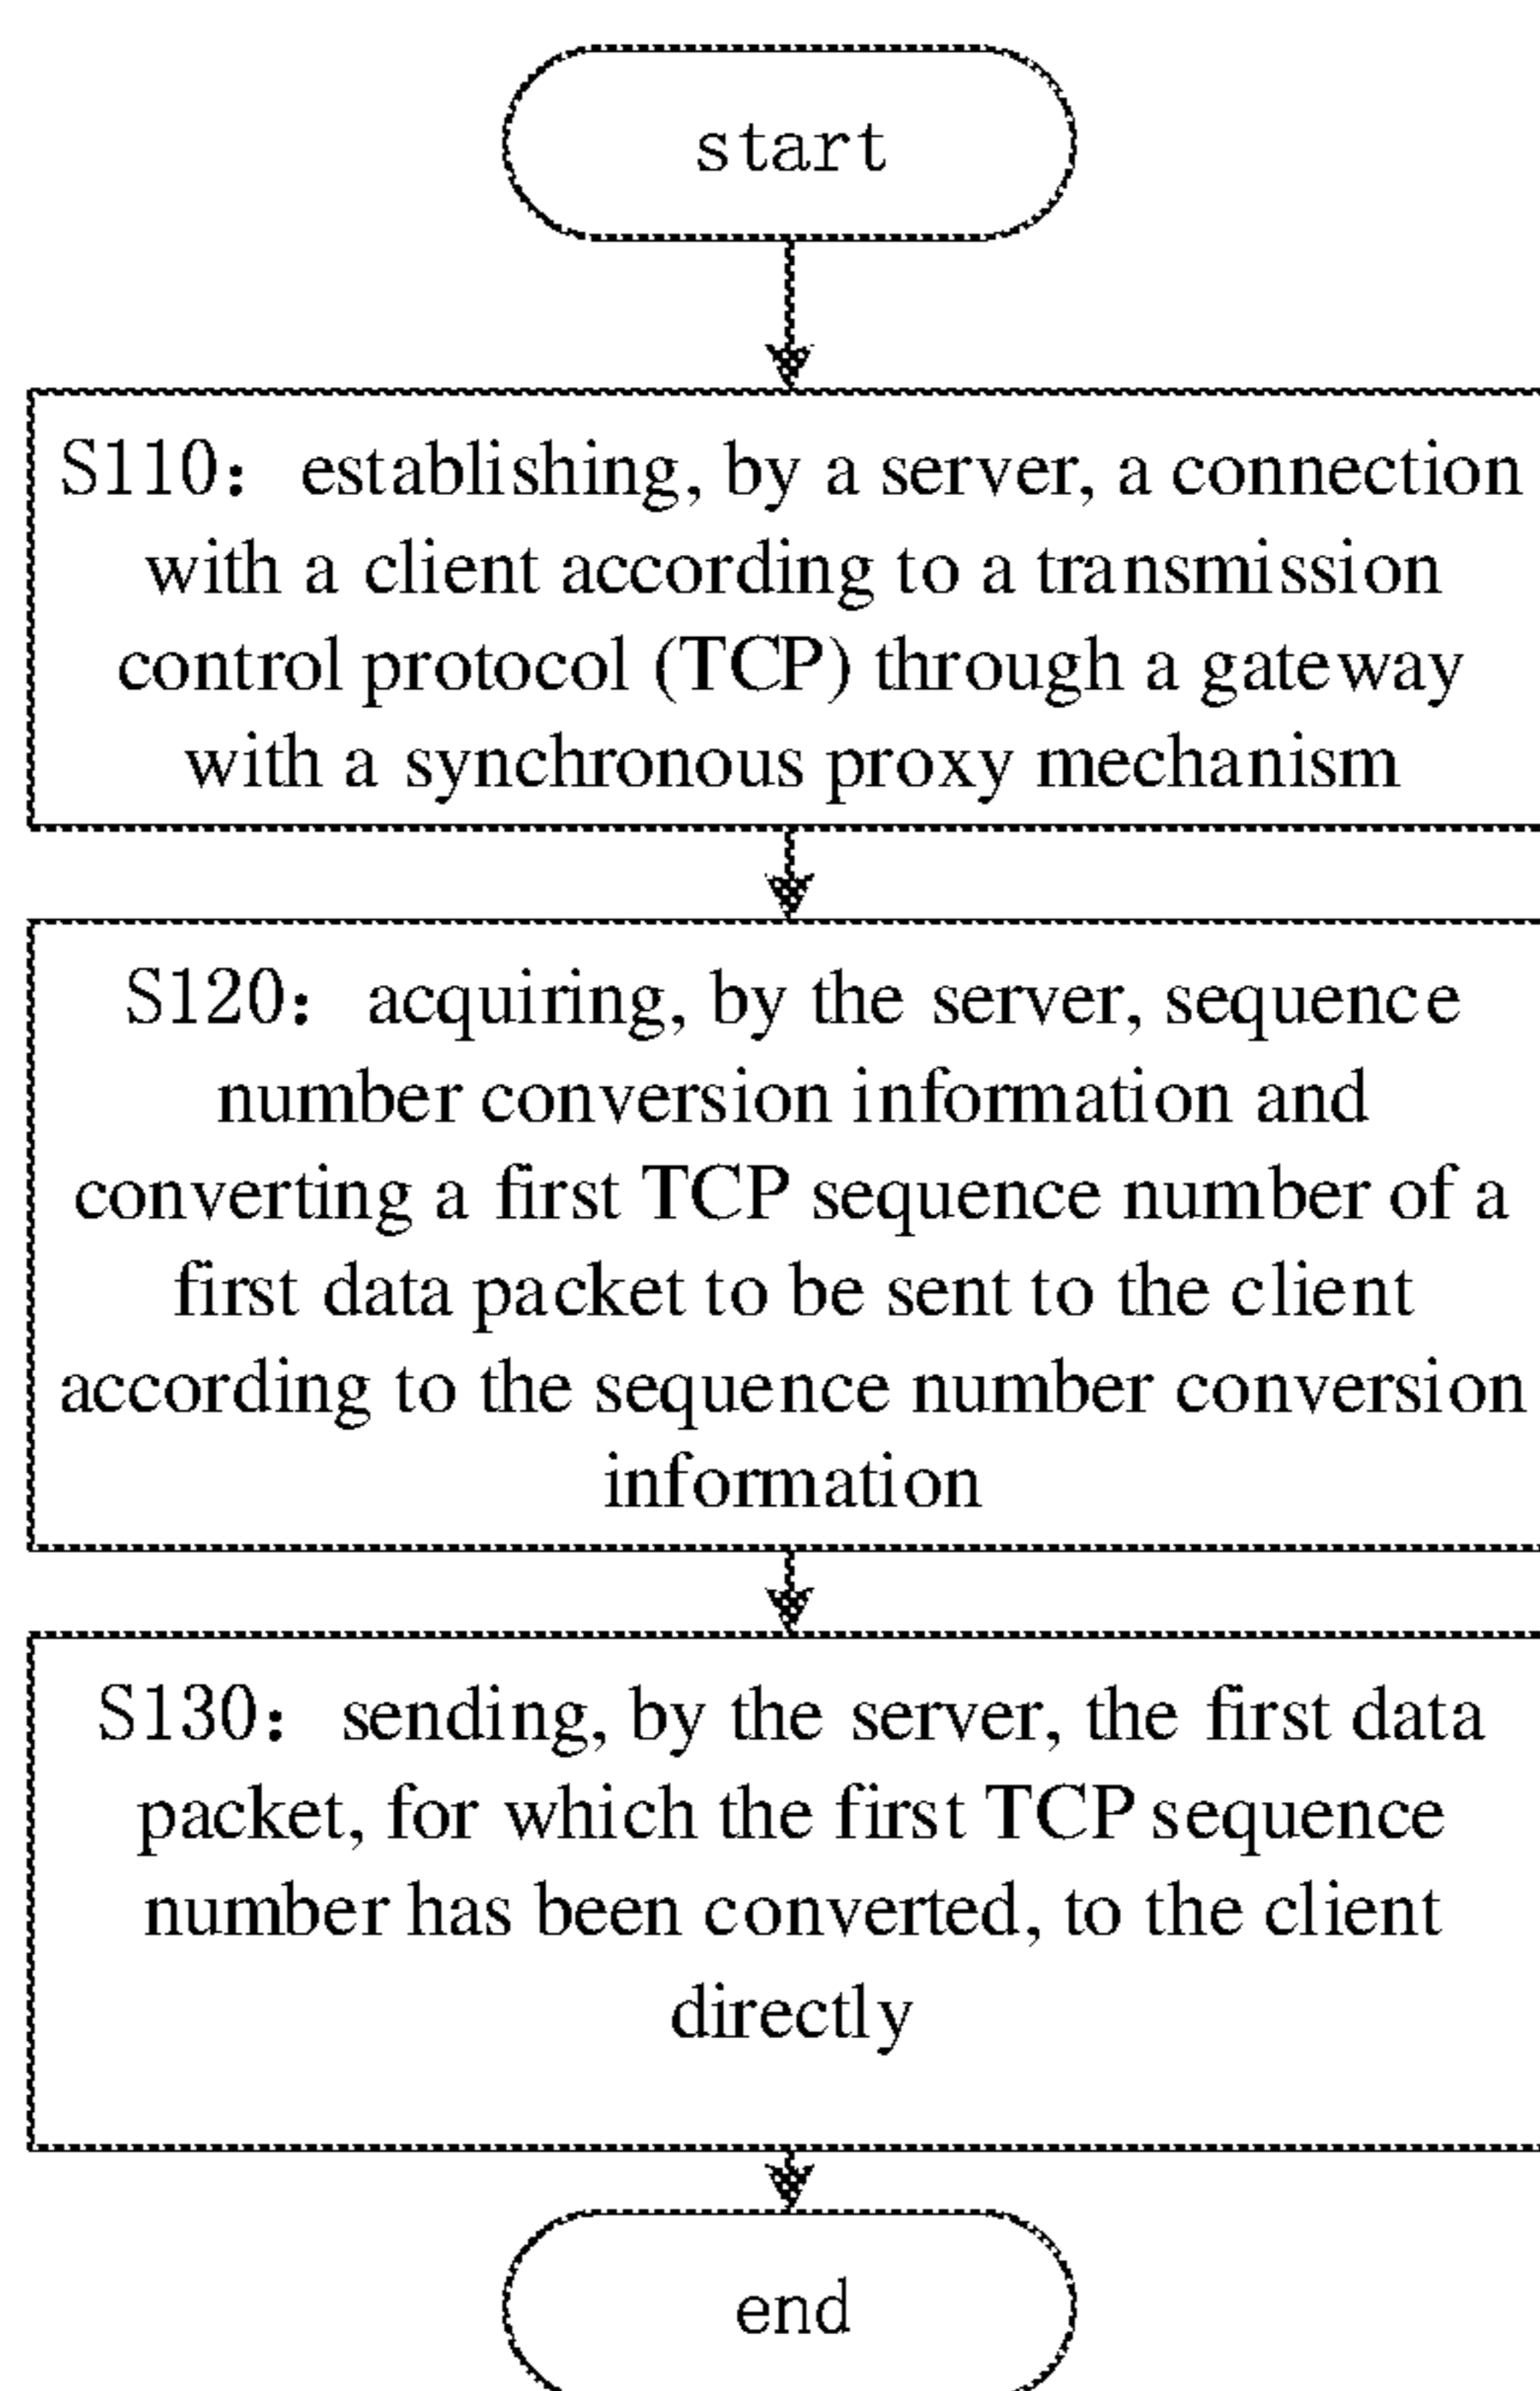 start
S110： establishing, by a server, a connection
with a client according to a transmission
control protocol (TCP) through a gateway
with a synchronous proxy mechanism
S120： acquiring, by the server, sequence
number conversion information and
converting a first TCP sequence number of a
first data packet to be sent to the client
according to the sequence number conversion
information
S130： sending, by the server, the first data
packet, for which the first TCP sequence
number has been converted, to the client
directly
end